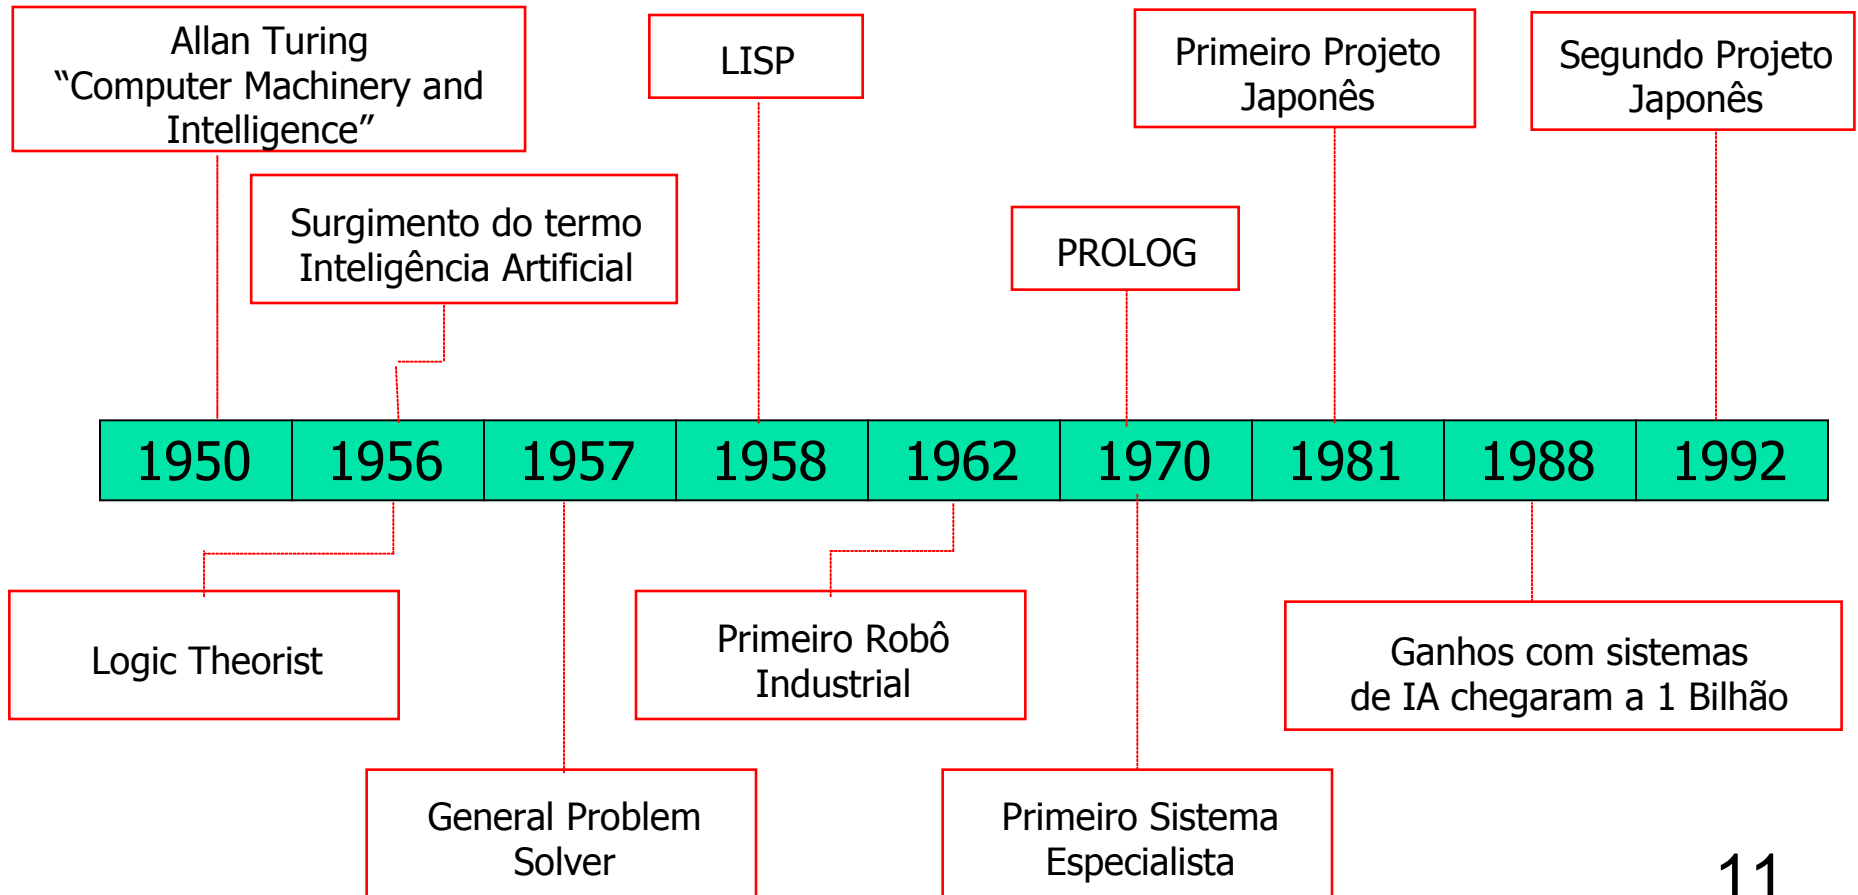 Allan Turing
“Computer Machinery and
Intelligence”
LISP
Primeiro Projeto
Japonês
Segundo Projeto
Japonês
Surgimento do termo
Inteligência Artificial
PROLOG
1950
1956
1957
1958
1962
1970
1981
1988
1992
Logic Theorist
Primeiro Robô
Industrial
Ganhos com sistemas
de IA chegaram a 1 Bilhão
General Problem
Solver
Primeiro Sistema
Especialista
11